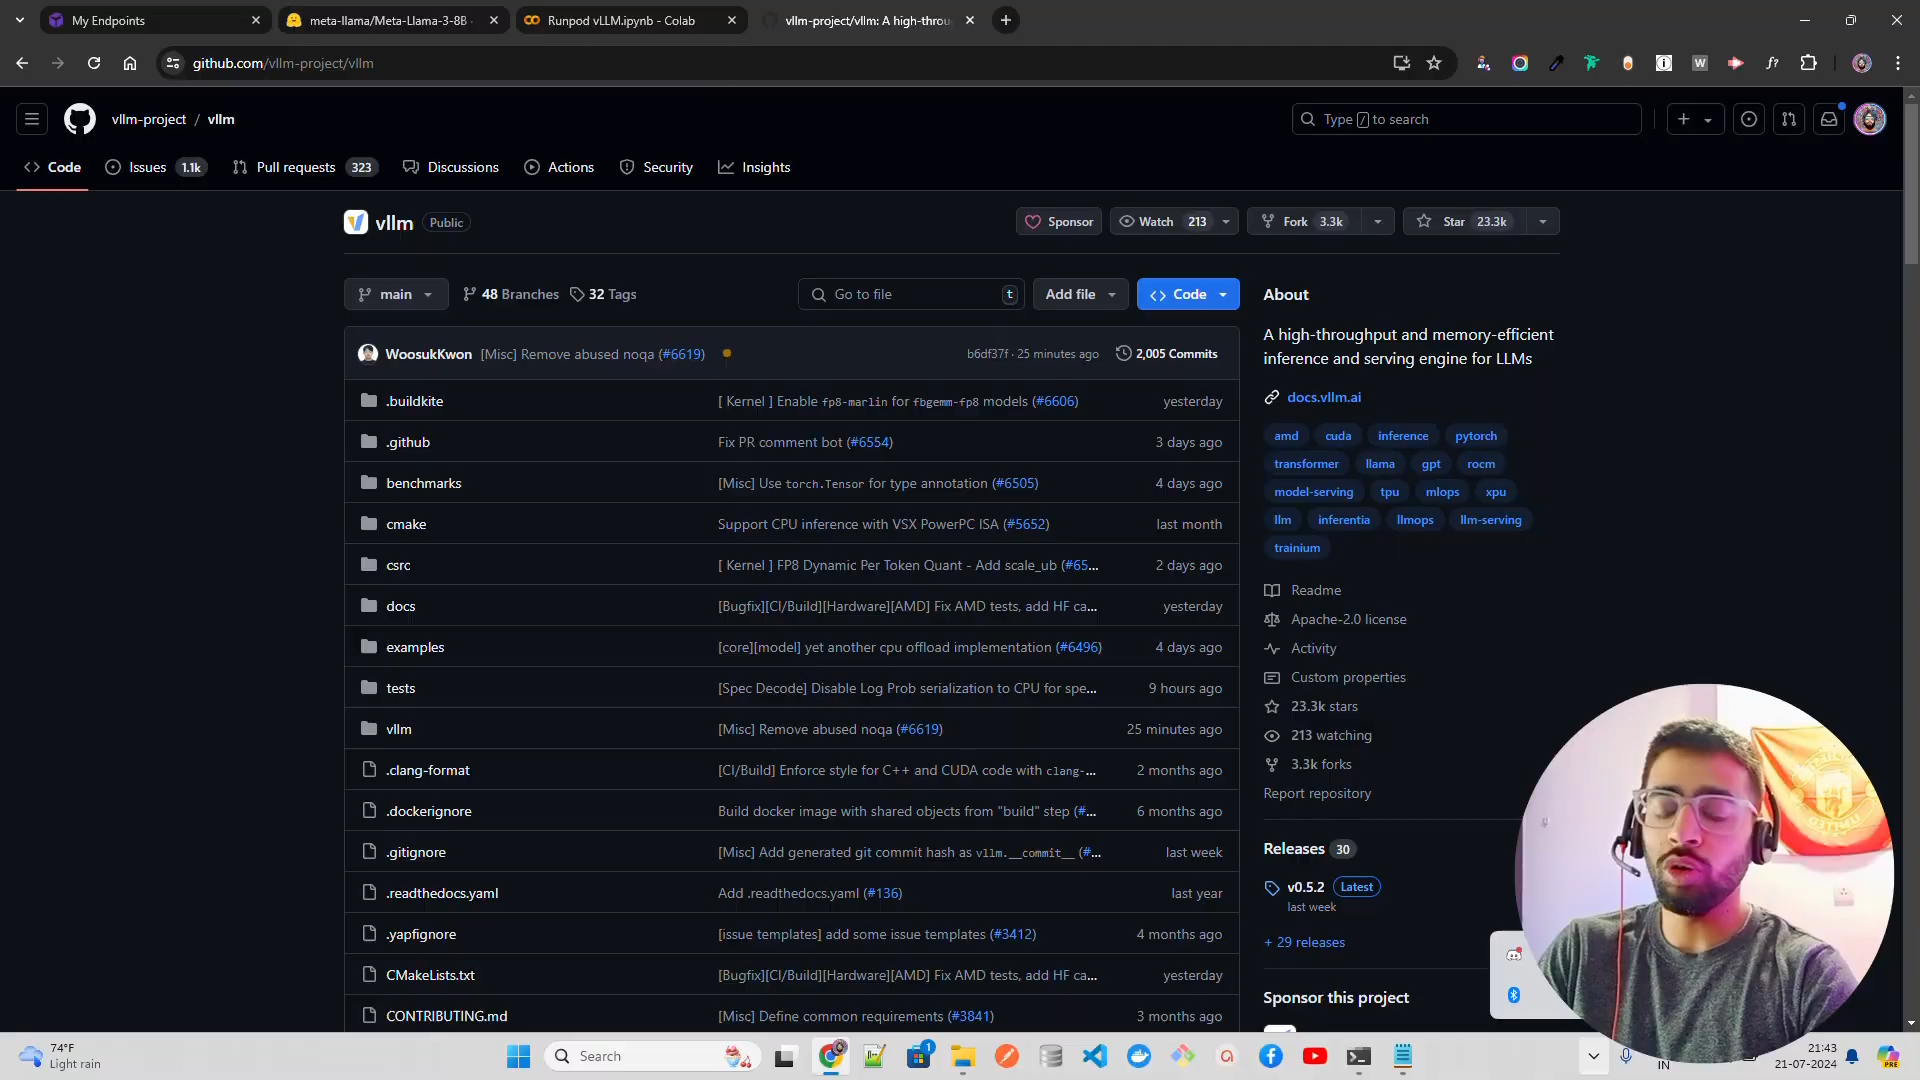 My Endpoints
meta-llama/Meta-Llama-3-8B
Runpod vLLM.ipynb - Colab
vllm-project/vllm: A high-throu
github.com/vllm-project/vllm
vllm-project / vllm
Type / to search
Code
Issues 1.1k
Pull requests 323
Discussions
Actions
Security
Insights
vllm Public
Sponsor
Watch 213
Fork 3.3k
Star 23.3k
main
48 Branches
32 Tags
Go to file t
Add file
Code
WoosukKwon [Misc] Remove abused noqa (#6619) b6df37f · 25 minutes ago 2,005 Commits
.buildkite [ Kernel ] Enable fp8-marlin for fbgemm-fp8 models (#6606) yesterday
.github Fix PR comment bot (#6554) 3 days ago
benchmarks [Misc] Use torch.Tensor for type annotation (#6505) 4 days ago
cmake Support CPU inference with VSX PowerPC ISA (#5652) last month
csrc [ Kernel ] FP8 Dynamic Per Token Quant - Add scale_ub (#65... 2 days ago
docs [Bugfix][CI/Build][Hardware][AMD] Fix AMD tests, add HF ca... yesterday
examples [core][model] yet another cpu offload implementation (#6496) 4 days ago
tests [Spec Decode] Disable Log Prob serialization to CPU for spe... 9 hours ago
vllm [Misc] Remove abused noqa (#6619) 25 minutes ago
.clang-format [CI/Build] Enforce style for C++ and CUDA code with clang-... 2 months ago
.dockerignore Build docker image with shared objects from "build" step (#... 6 months ago
.gitignore [Misc] Add generated git commit hash as vllm.__commit__ (#... last week
.readthedocs.yaml Add .readthedocs.yaml (#136) last year
.yapfignore [issue templates] add some issue templates (#3412) 4 months ago
CMakeLists.txt [Bugfix][CI/Build][Hardware][AMD] Fix AMD tests, add HF ca... yesterday
CONTRIBUTING.md [Misc] Define common requirements (#3841) 3 months ago
About
A high-throughput and memory-efficient
inference and serving engine for LLMs
docs.vllm.ai
amd cuda inference pytorch
transformer llama gpt rocm
model-serving tpu mlops xpu
llm inferentia llmops llm-serving
trainium
Readme
Apache-2.0 license
Activity
Custom properties
23.3k stars
213 watching
3.3k forks
Report repository
Releases 30
v0.5.2 Latest
last week
+ 29 releases
Sponsor this project
74°F
Light rain
Search
1
IN
21:43
21-07-2024
PRE